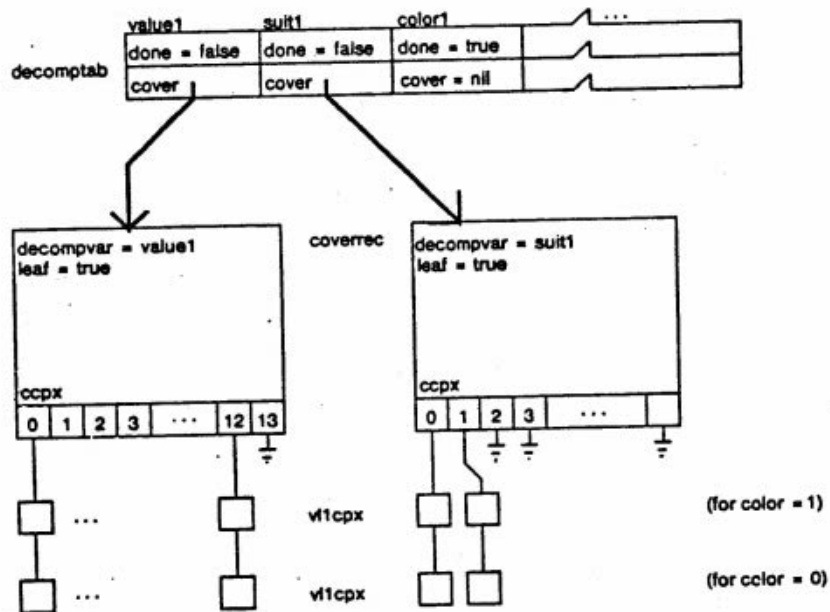 value1 suit1 color1 ...
decomptab
done = false done = false done = true
cover cover cover = nil
decompvar = value1
leaf = true
ccpx
0 1 2 3 ... 12 13
coverrec
decompvar = suit1
leaf = true
ccpx
0 1 2 3 ...
... vl1cpx (for color = 1)
... vl1cpx (for color = 0)